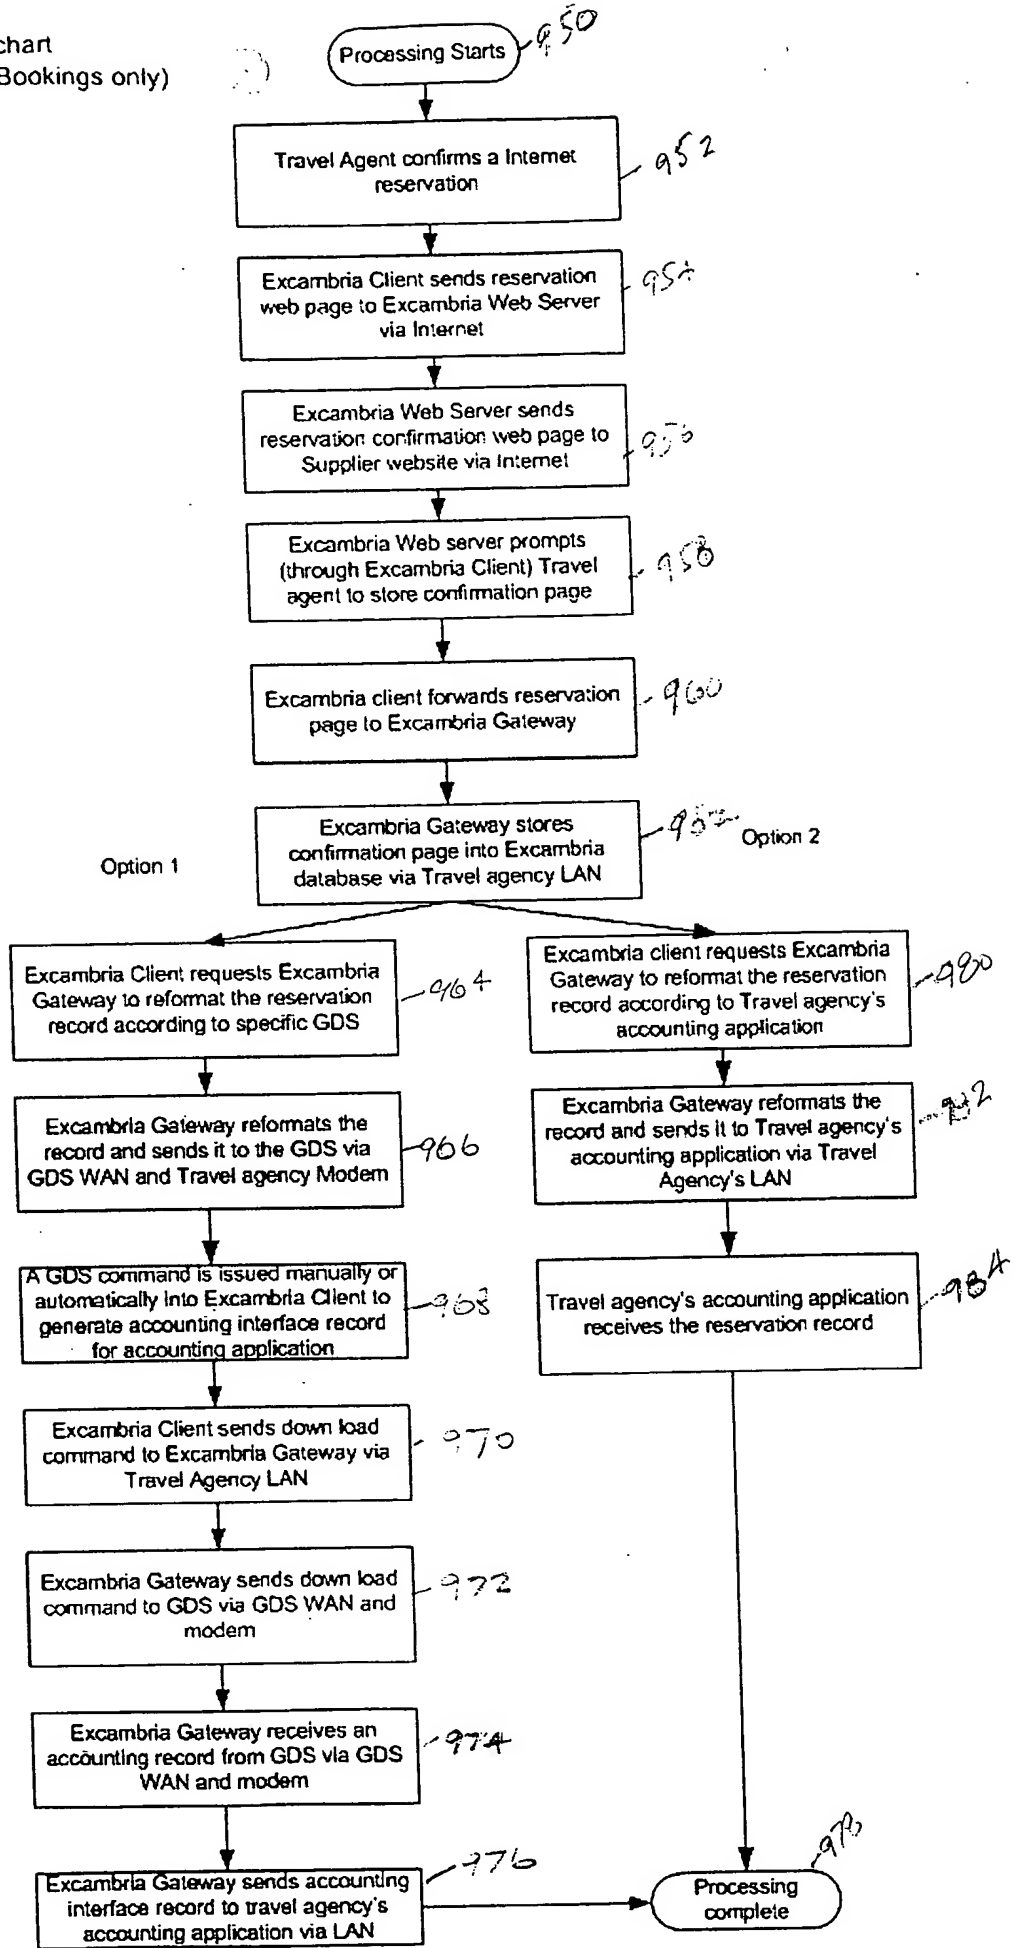 chart
Bookings only)
Processing Starts
950
Travel Agent confirms a Internet
reservation
952
Excambria Client sends reservation
web page to Excambria Web Server
via Internet
954
Excambria Web Server sends
reservation confirmation web page to
Supplier website via Internet
956
Excambria Web server prompts
(through Excambria Client) Travel
agent to store confirmation page
958
Excambria client forwards reservation
page to Excambria Gateway
960
Excambria Gateway stores
confirmation page into Excambria
database via Travel agency LAN
962
Option 1
Option 2
Excambria Client requests Excambria
Gateway to reformat the reservation
record according to specific GDS
964
Excambria Gateway reformats the
record and sends it to the GDS via
GDS WAN and Travel agency Modem
966
A GDS command is issued manually or
automatically into Excambria Client to
generate accounting interface record
for accounting application
968
Excambria Client sends down load
command to Excambria Gateway via
Travel Agency LAN
970
Excambria Gateway sends down load
command to GDS via GDS WAN and
modem
972
Excambria Gateway receives an
accounting record from GDS via GDS
WAN and modem
974
Excambria Gateway sends accounting
interface record to travel agency's
accounting application via LAN
976
Excambria client requests Excambria
Gateway to reformat the reservation
record according to Travel agency's
accounting application
980
Excambria Gateway reformats the
record and sends it to Travel agency's
accounting application via Travel
Agency's LAN
982
Travel agency's accounting application
receives the reservation record
984
Processing
complete
978